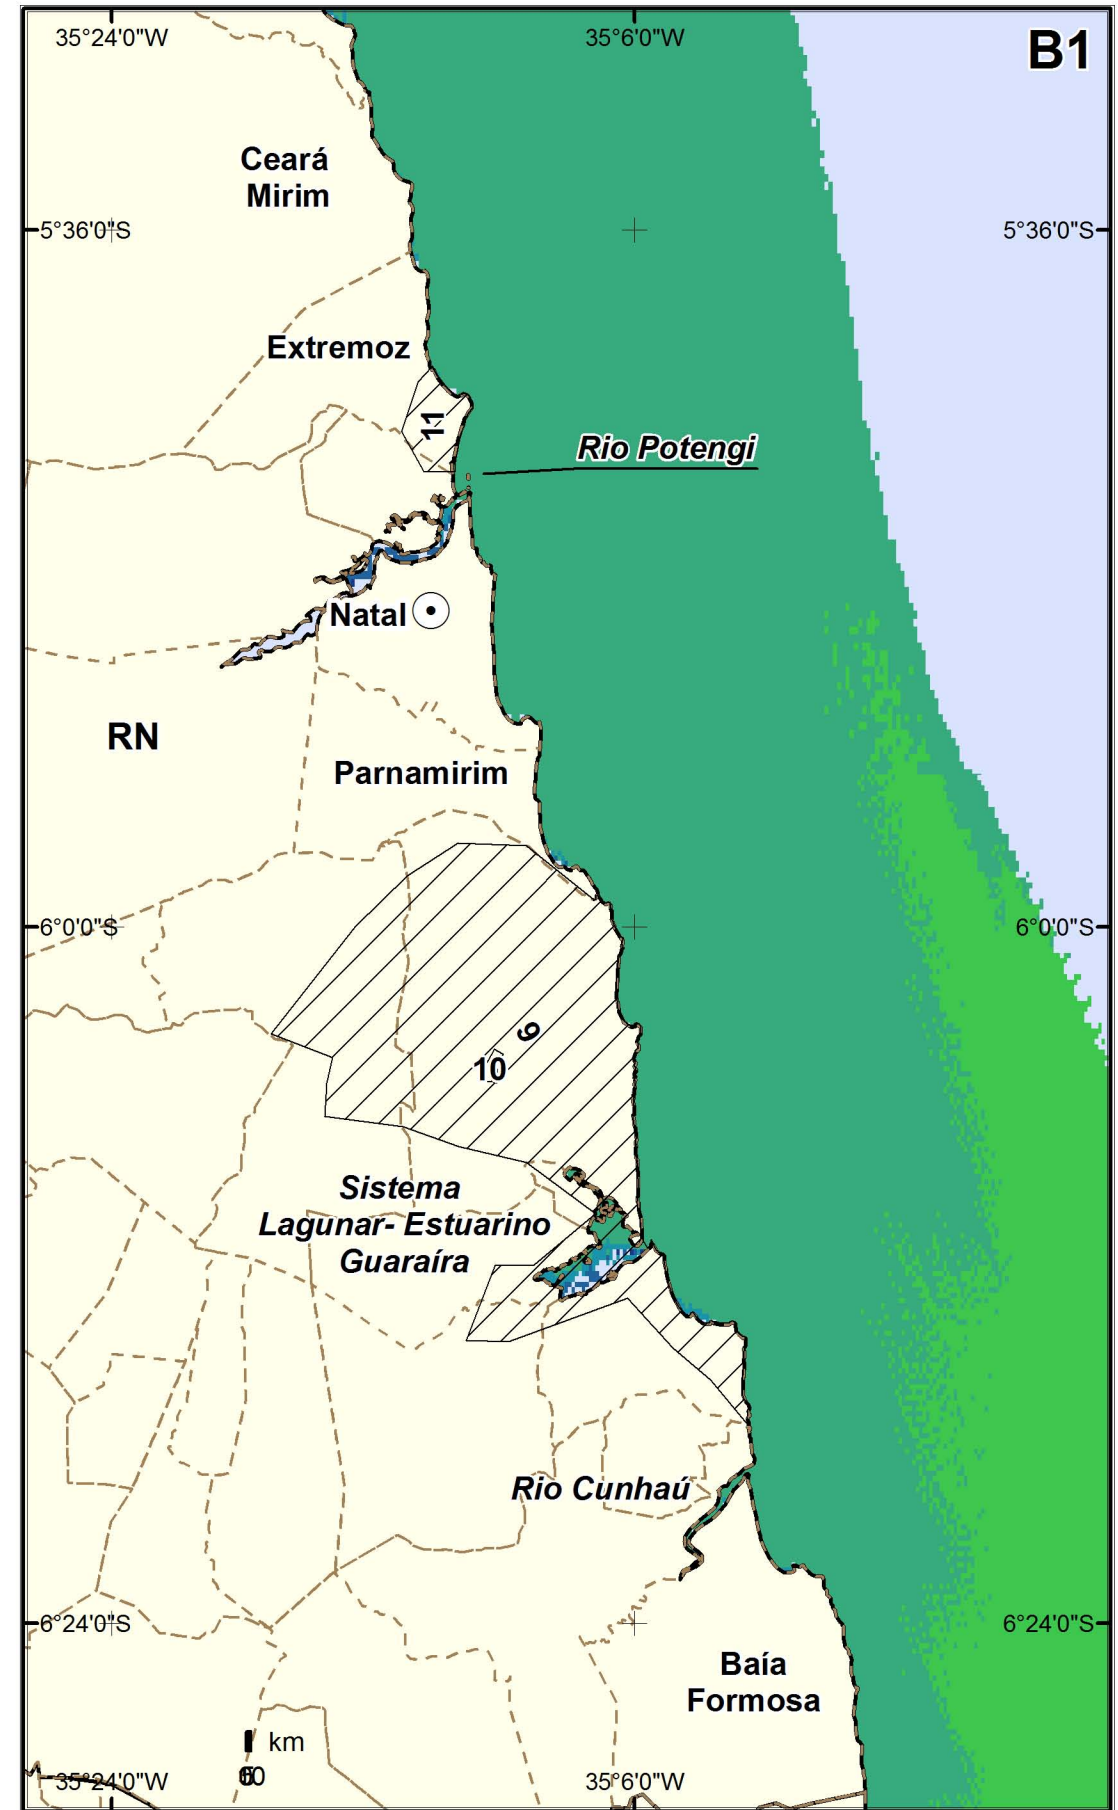 35°24'0"W
35°6'0"W
B1
Ceará
Mirim
5°36'0"S
5°36'0"S
Extremoz
11
Rio Potengi
Natal
RN
Parnamirim
6°0'0"S
6°0'0"S
9
10
Sistema
Lagunar- Estuarino
Guaraíra
Rio Cunhaú
6°24'0"S
6°24'0"S
Baía
Formosa
km
35°24'0"W
35°6'0"W